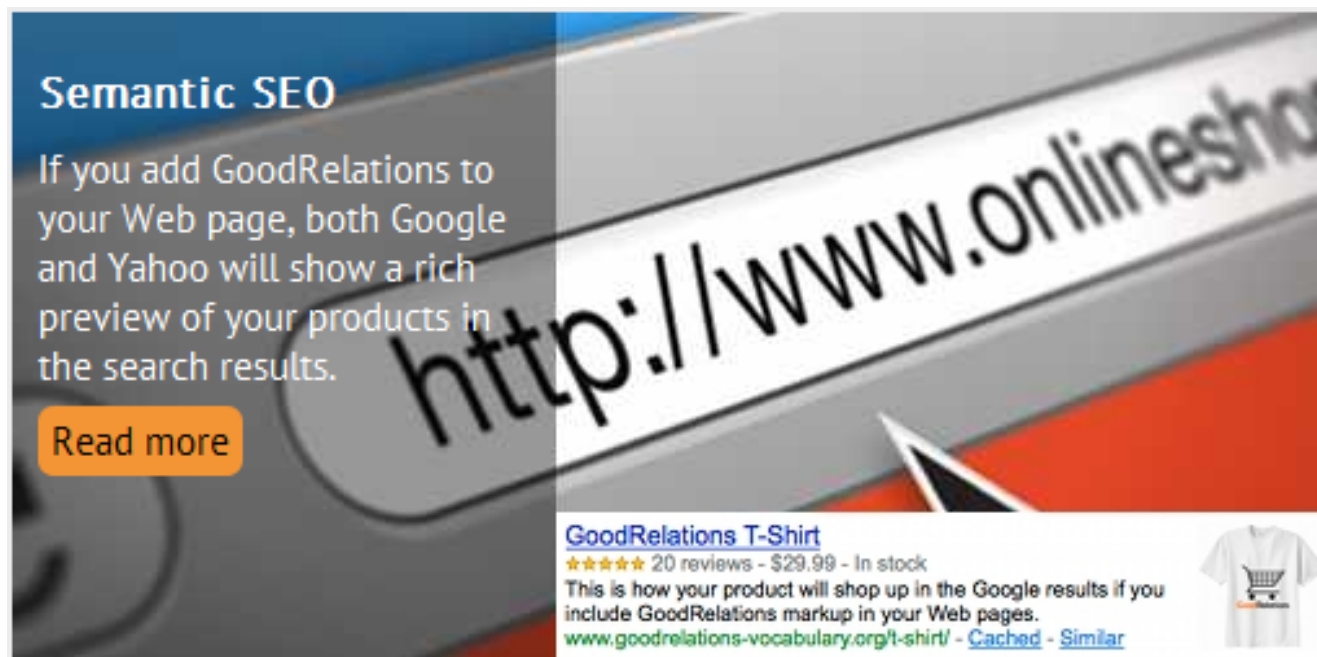 Semantic SEO
If you add GoodRelations to
your Web page, both Google
and Yahoo will show a rich
preview of your products in
the search results.
Read more
http://www.onlinesho
GoodRelations T-Shirt
★★★★★ 20 reviews - $29.99 - In stock
This is how your product will shop up in the Google results if you
include GoodRelations markup in your Web pages.
www.goodrelations-vocabulary.org/t-shirt/ - Cached - Similar
GoodRelations